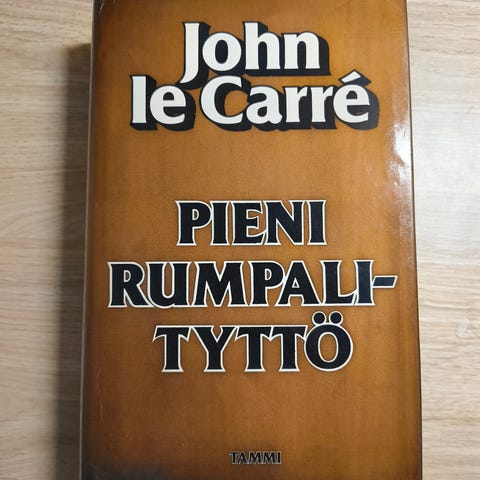 John
le Carré
PIENI
RUMPALI-
TYTTÖ
TAMMI